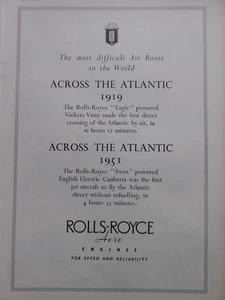 The most difficult Air Route
in the World
ACROSS THE ATLANTIC
1919
The Rolls-Royce "Eagle" powered
Vickers Vimy made the first direct
crossing of the Atlantic by air, in
16 hours 12 minutes.
ACROSS THE ATLANTIC
1951
The Rolls-Royce "Avon" powered
English Electric Canberra was the first
jet aircraft to fly the Atlantic
direct without refuelling, in
4 hours 37 minutes.
ROLLS-ROYCE
Aero
ENGINES
FOR SPEED AND RELIABILITY